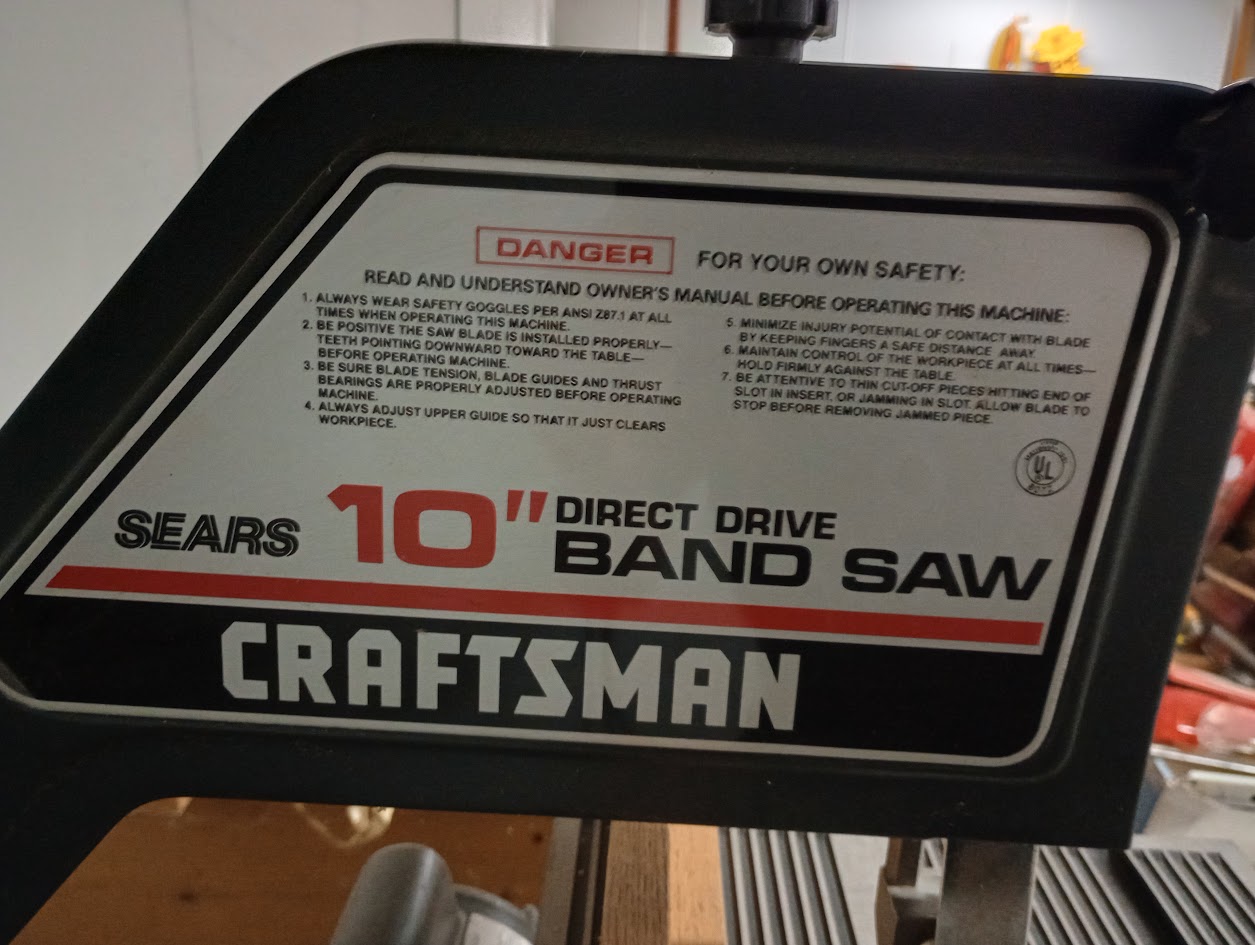 DANGER FOR YOUR OWN SAFETY:
READ AND UNDERSTAND OWNER'S MANUAL BEFORE OPERATING THIS MACHINE:
1. ALWAYS WEAR SAFETY GOGGLES PER ANSI Z87.1 AT ALL
TIMES WHEN OPERATING THIS MACHINE.
2. BE POSITIVE THE SAW BLADE IS INSTALLED PROPERLY—
TEETH POINTING DOWNWARD TOWARD THE TABLE—
BEFORE OPERATING MACHINE.
3. BE SURE BLADE TENSION, BLADE GUIDES AND THRUST
BEARINGS ARE PROPERLY ADJUSTED BEFORE OPERATING
MACHINE.
4. ALWAYS ADJUST UPPER GUIDE SO THAT IT JUST CLEARS
WORKPIECE.
5. MINIMIZE INJURY POTENTIAL OF CONTACT WITH BLADE
BY KEEPING FINGERS A SAFE DISTANCE AWAY.
6. MAINTAIN CONTROL OF THE WORKPIECE AT ALL TIMES—
HOLD FIRMLY AGAINST THE TABLE.
7. BE ATTENTIVE TO THIN CUT-OFF PIECES HITTING END OF
SLOT IN INSERT, OR JAMMING IN SLOT. ALLOW BLADE TO
STOP BEFORE REMOVING JAMMED PIECE.
UL
SEARS 10" DIRECT DRIVE
BAND SAW
CRAFTSMAN